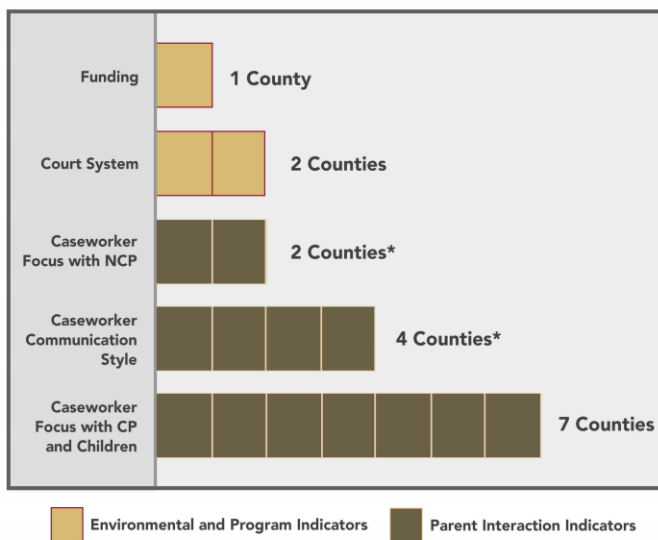 Funding
1 County
Court System
2 Counties
Caseworker
Focus with NCP
2 Counties*
Caseworker
Communication
Style
4 Counties*
Caseworker
Focus with CP
and Children
7 Counties
Environmental and Program Indicators
Parent Interaction Indicators